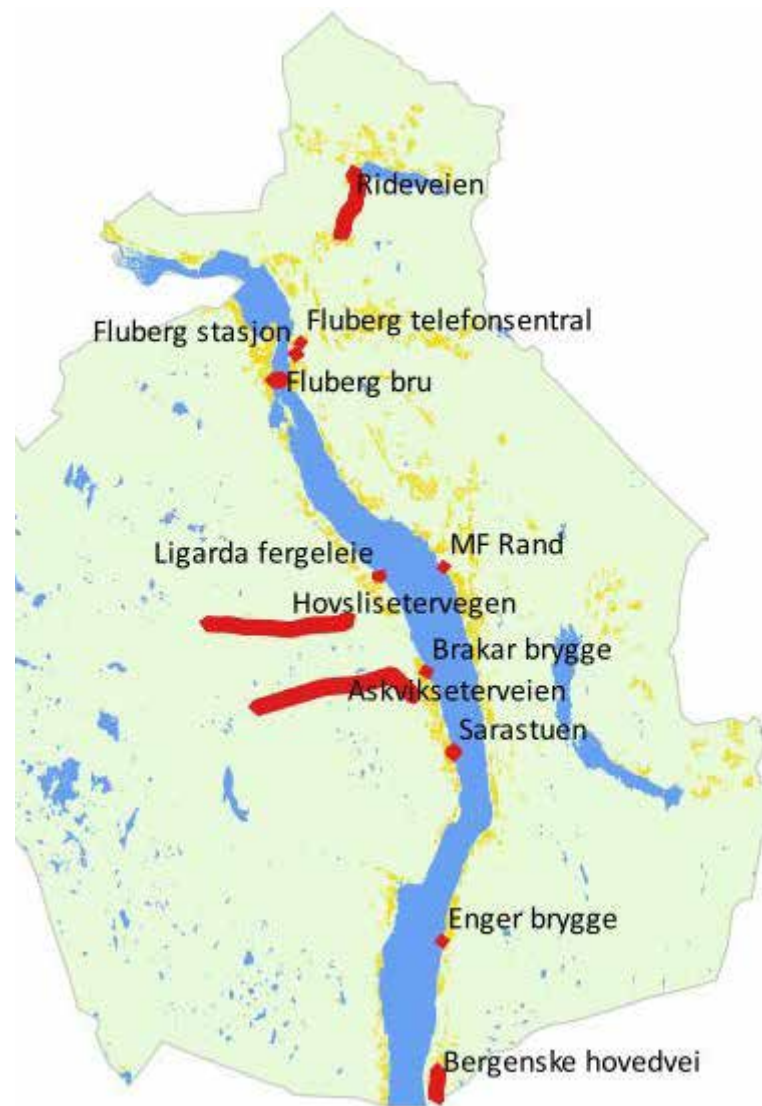 Rideveien
Fluberg telefonsentral
Fluberg stasjon
Fluberg bru
MF Rand
Ligarda fergeleie
Hovslisetervegen
Brakar brygge
Askvikseterveien
Sarastuen
Enger brygge
Bergenske hovedvei